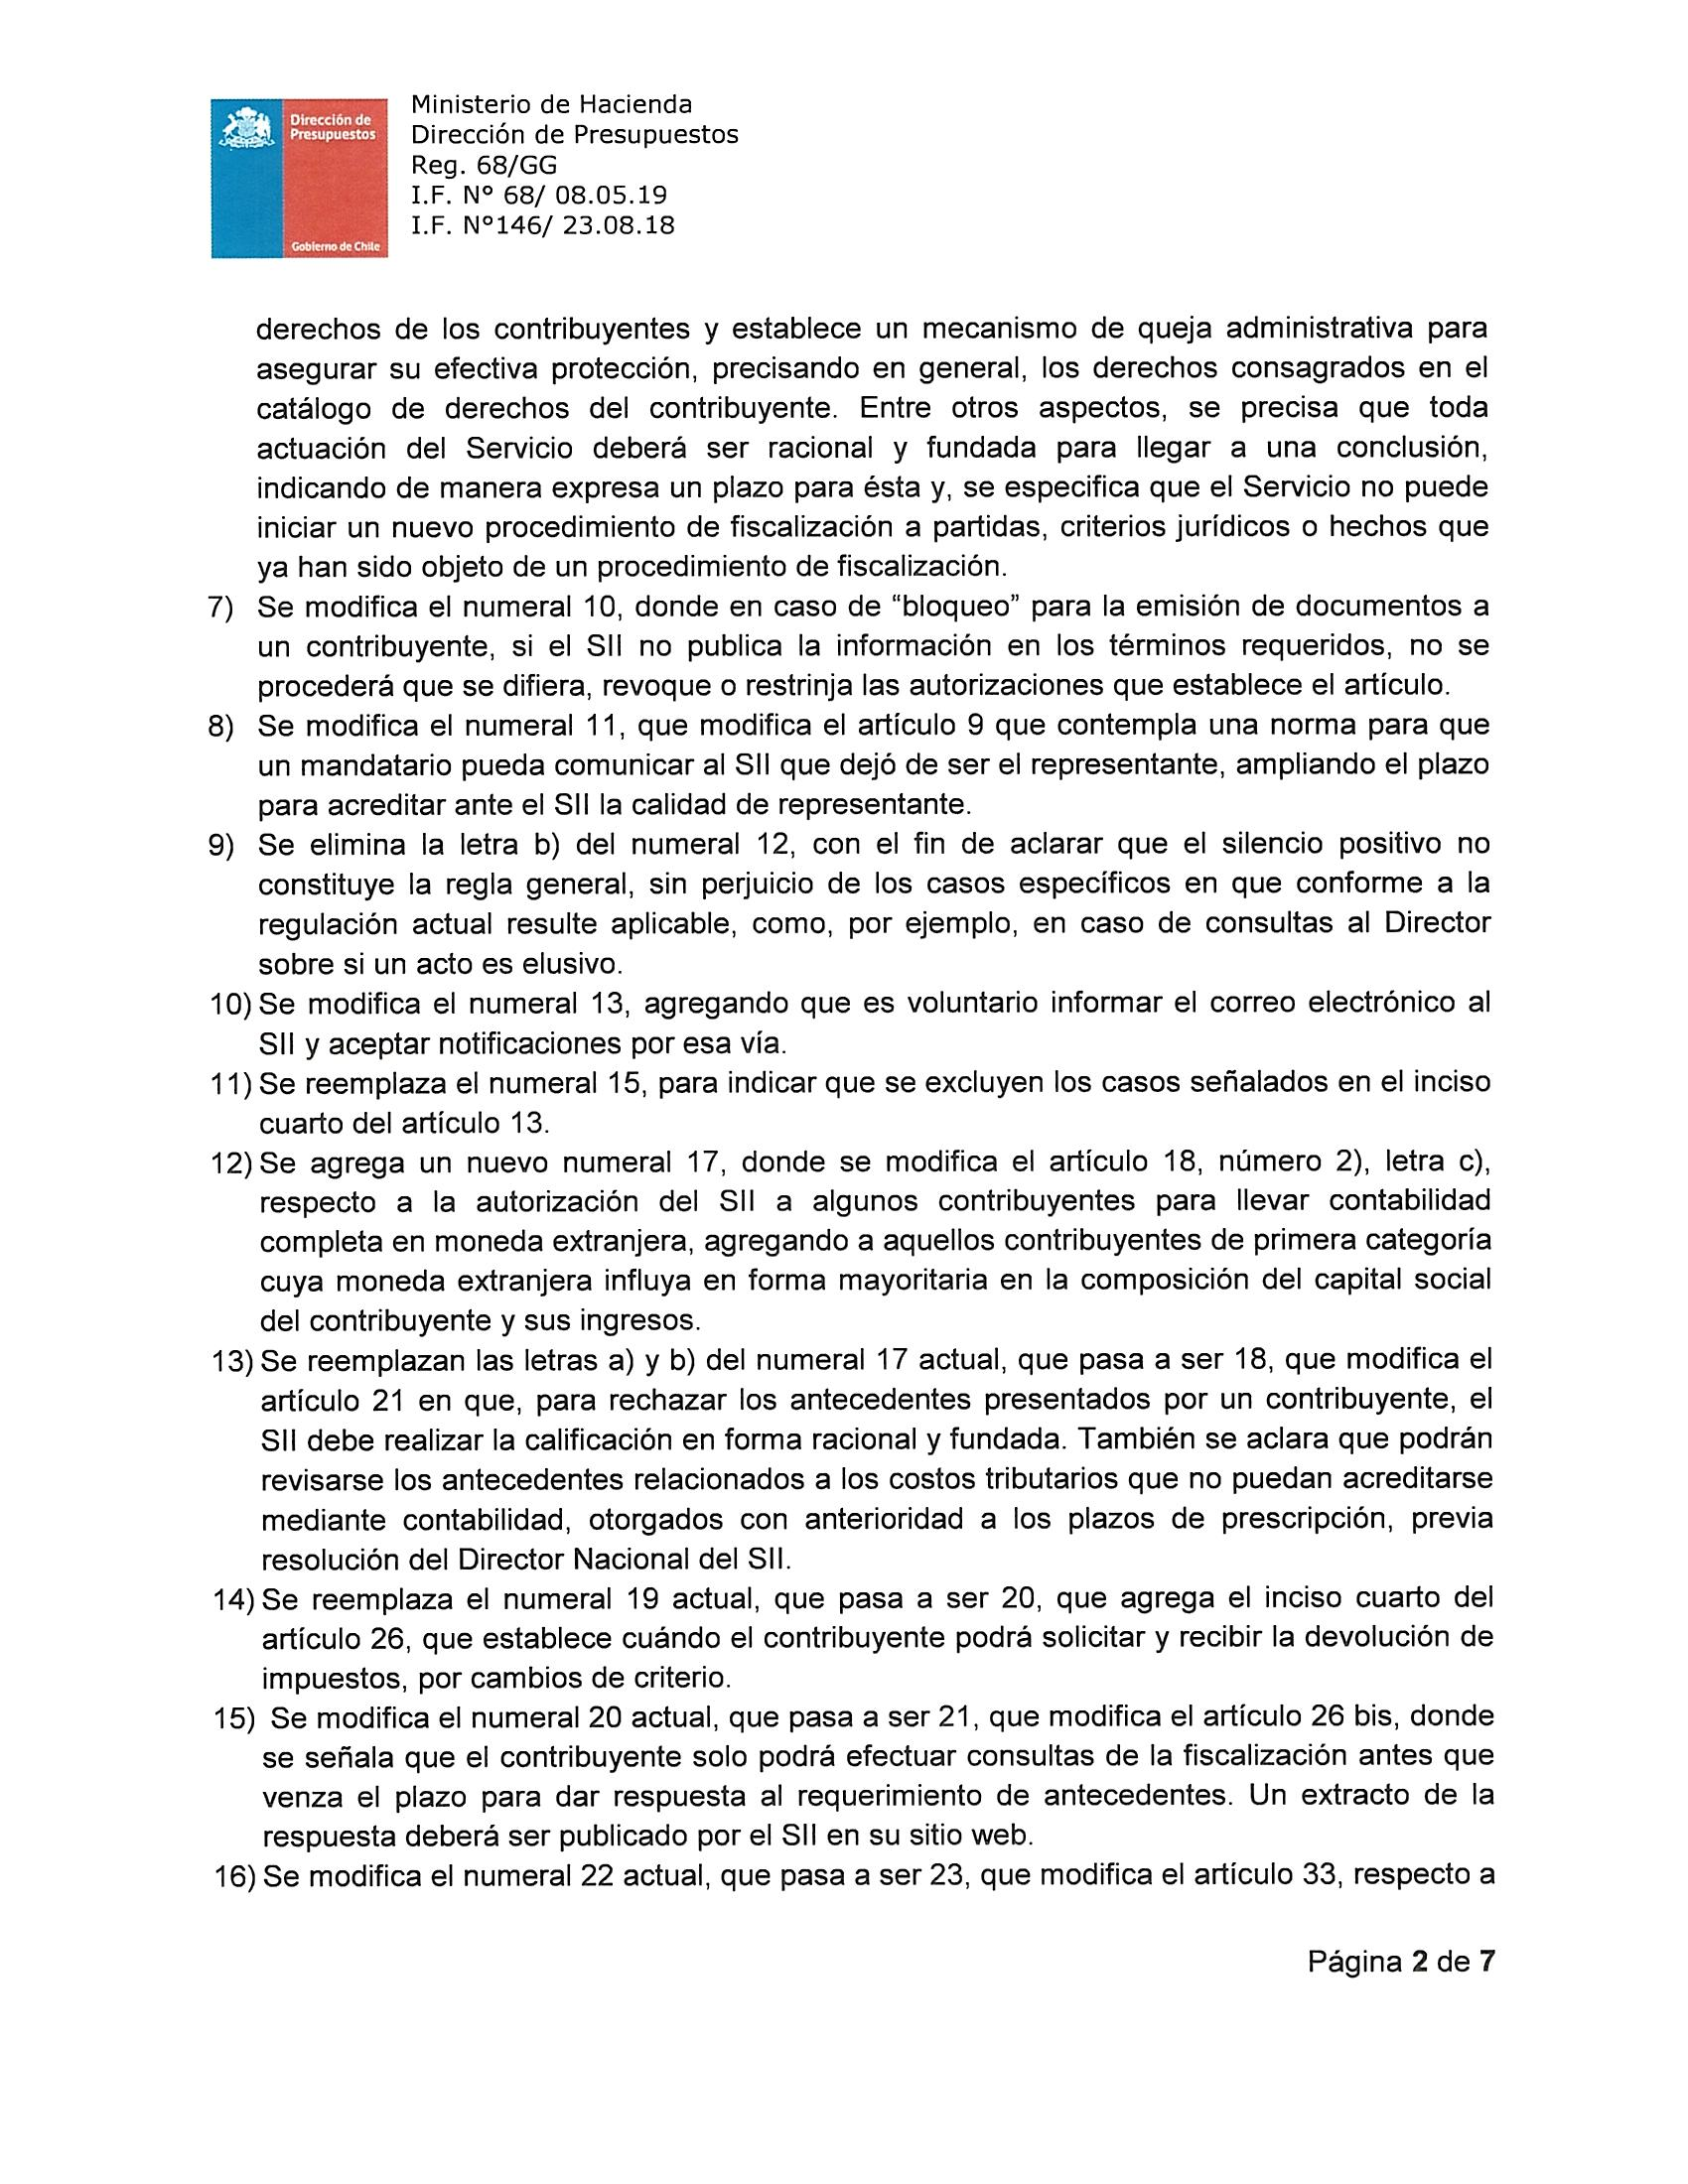 Dirección de
Presupuestos
Gobierno de Chile
Ministerio de Hacienda
Dirección de Presupuestos
Reg. 68/GG
I.F. N° 68/ 08.05.19
I.F. N°146/ 23.08.18
derechos de los contribuyentes y establece un mecanismo de queja administrativa para
asegurar su efectiva protección, precisando en general, los derechos consagrados en el
catálogo de derechos del contribuyente. Entre otros aspectos, se precisa que toda
actuación del Servicio deberá ser racional y fundada para llegar a una conclusión,
indicando de manera expresa un plazo para ésta y, se especifica que el Servicio no puede
iniciar un nuevo procedimiento de fiscalización a partidas, criterios jurídicos o hechos que
ya han sido objeto de un procedimiento de fiscalización.
7) Se modifica el numeral 10, donde en caso de “bloqueo” para la emisión de documentos a
un contribuyente, si el SII no publica la información en los términos requeridos, no se
procederá que se difiera, revoque o restrinja las autorizaciones que establece el artículo.
8) Se modifica el numeral 11, que modifica el artículo 9 que contempla una norma para que
un mandatario pueda comunicar al SII que dejó de ser el representante, ampliando el plazo
para acreditar ante el SII la calidad de representante.
9) Se elimina la letra b) del numeral 12, con el fin de aclarar que el silencio positivo no
constituye la regla general, sin perjuicio de los casos específicos en que conforme a la
regulación actual resulte aplicable, como, por ejemplo, en caso de consultas al Director
sobre si un acto es elusivo.
10) Se modifica el numeral 13, agregando que es voluntario informar el correo electrónico al
SII y aceptar notificaciones por esa vía.
11) Se reemplaza el numeral 15, para indicar que se excluyen los casos señalados en el inciso
cuarto del artículo 13.
12) Se agrega un nuevo numeral 17, donde se modifica el artículo 18, número 2), letra c),
respecto a la autorización del SII a algunos contribuyentes para llevar contabilidad
completa en moneda extranjera, agregando a aquellos contribuyentes de primera categoría
cuya moneda extranjera influya en forma mayoritaria en la composición del capital social
del contribuyente y sus ingresos.
13) Se reemplazan las letras a) y b) del numeral 17 actual, que pasa a ser 18, que modifica el
artículo 21 en que, para rechazar los antecedentes presentados por un contribuyente, el
SII debe realizar la calificación en forma racional y fundada. También se aclara que podrán
revisarse los antecedentes relacionados a los costos tributarios que no puedan acreditarse
mediante contabilidad, otorgados con anterioridad a los plazos de prescripción, previa
resolución del Director Nacional del SII.
14) Se reemplaza el numeral 19 actual, que pasa a ser 20, que agrega el inciso cuarto del
artículo 26, que establece cuándo el contribuyente podrá solicitar y recibir la devolución de
impuestos, por cambios de criterio.
15) Se modifica el numeral 20 actual, que pasa a ser 21, que modifica el artículo 26 bis, donde
se señala que el contribuyente solo podrá efectuar consultas de la fiscalización antes que
venza el plazo para dar respuesta al requerimiento de antecedentes. Un extracto de la
respuesta deberá ser publicado por el SII en su sitio web.
16) Se modifica el numeral 22 actual, que pasa a ser 23, que modifica el artículo 33, respecto a
Página 2 de 7